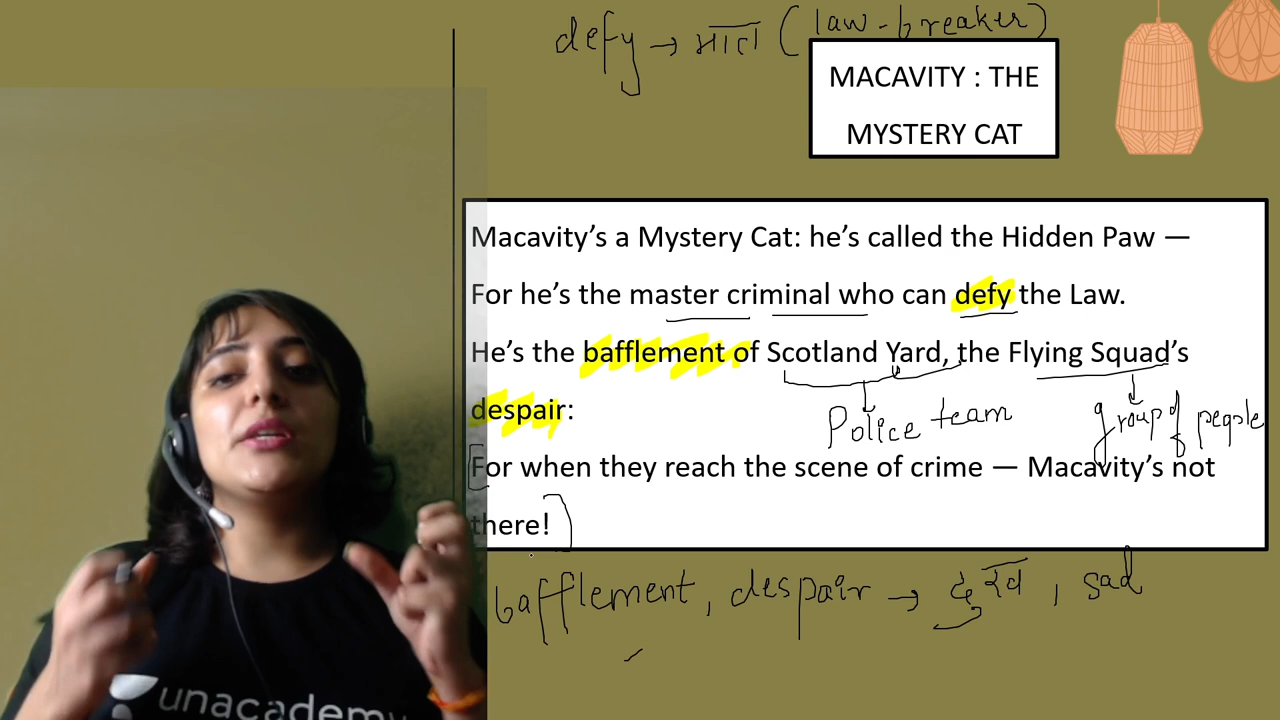 defy → मात (law-breaker)
MACAVITY : THE
MYSTERY CAT
Macavity’s a Mystery Cat: he’s called the Hidden Paw —
For he’s the master criminal who can defy the Law.
He’s the bafflement of Scotland Yard, the Flying Squad’s
despair:
Police team
group of people
For when they reach the scene of crime — Macavity’s not
there!
bafflement, despair → , sad
unacademy